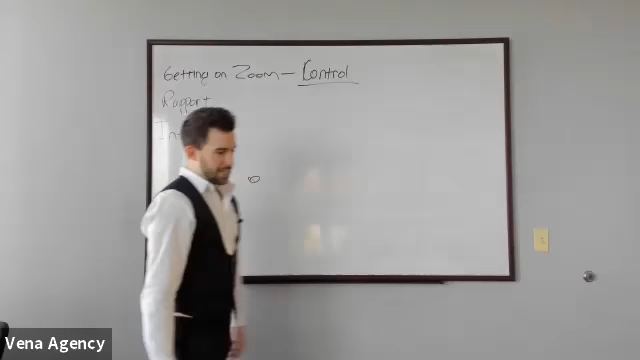 Getting on Zoom – Control
Rapport
Vena Agency